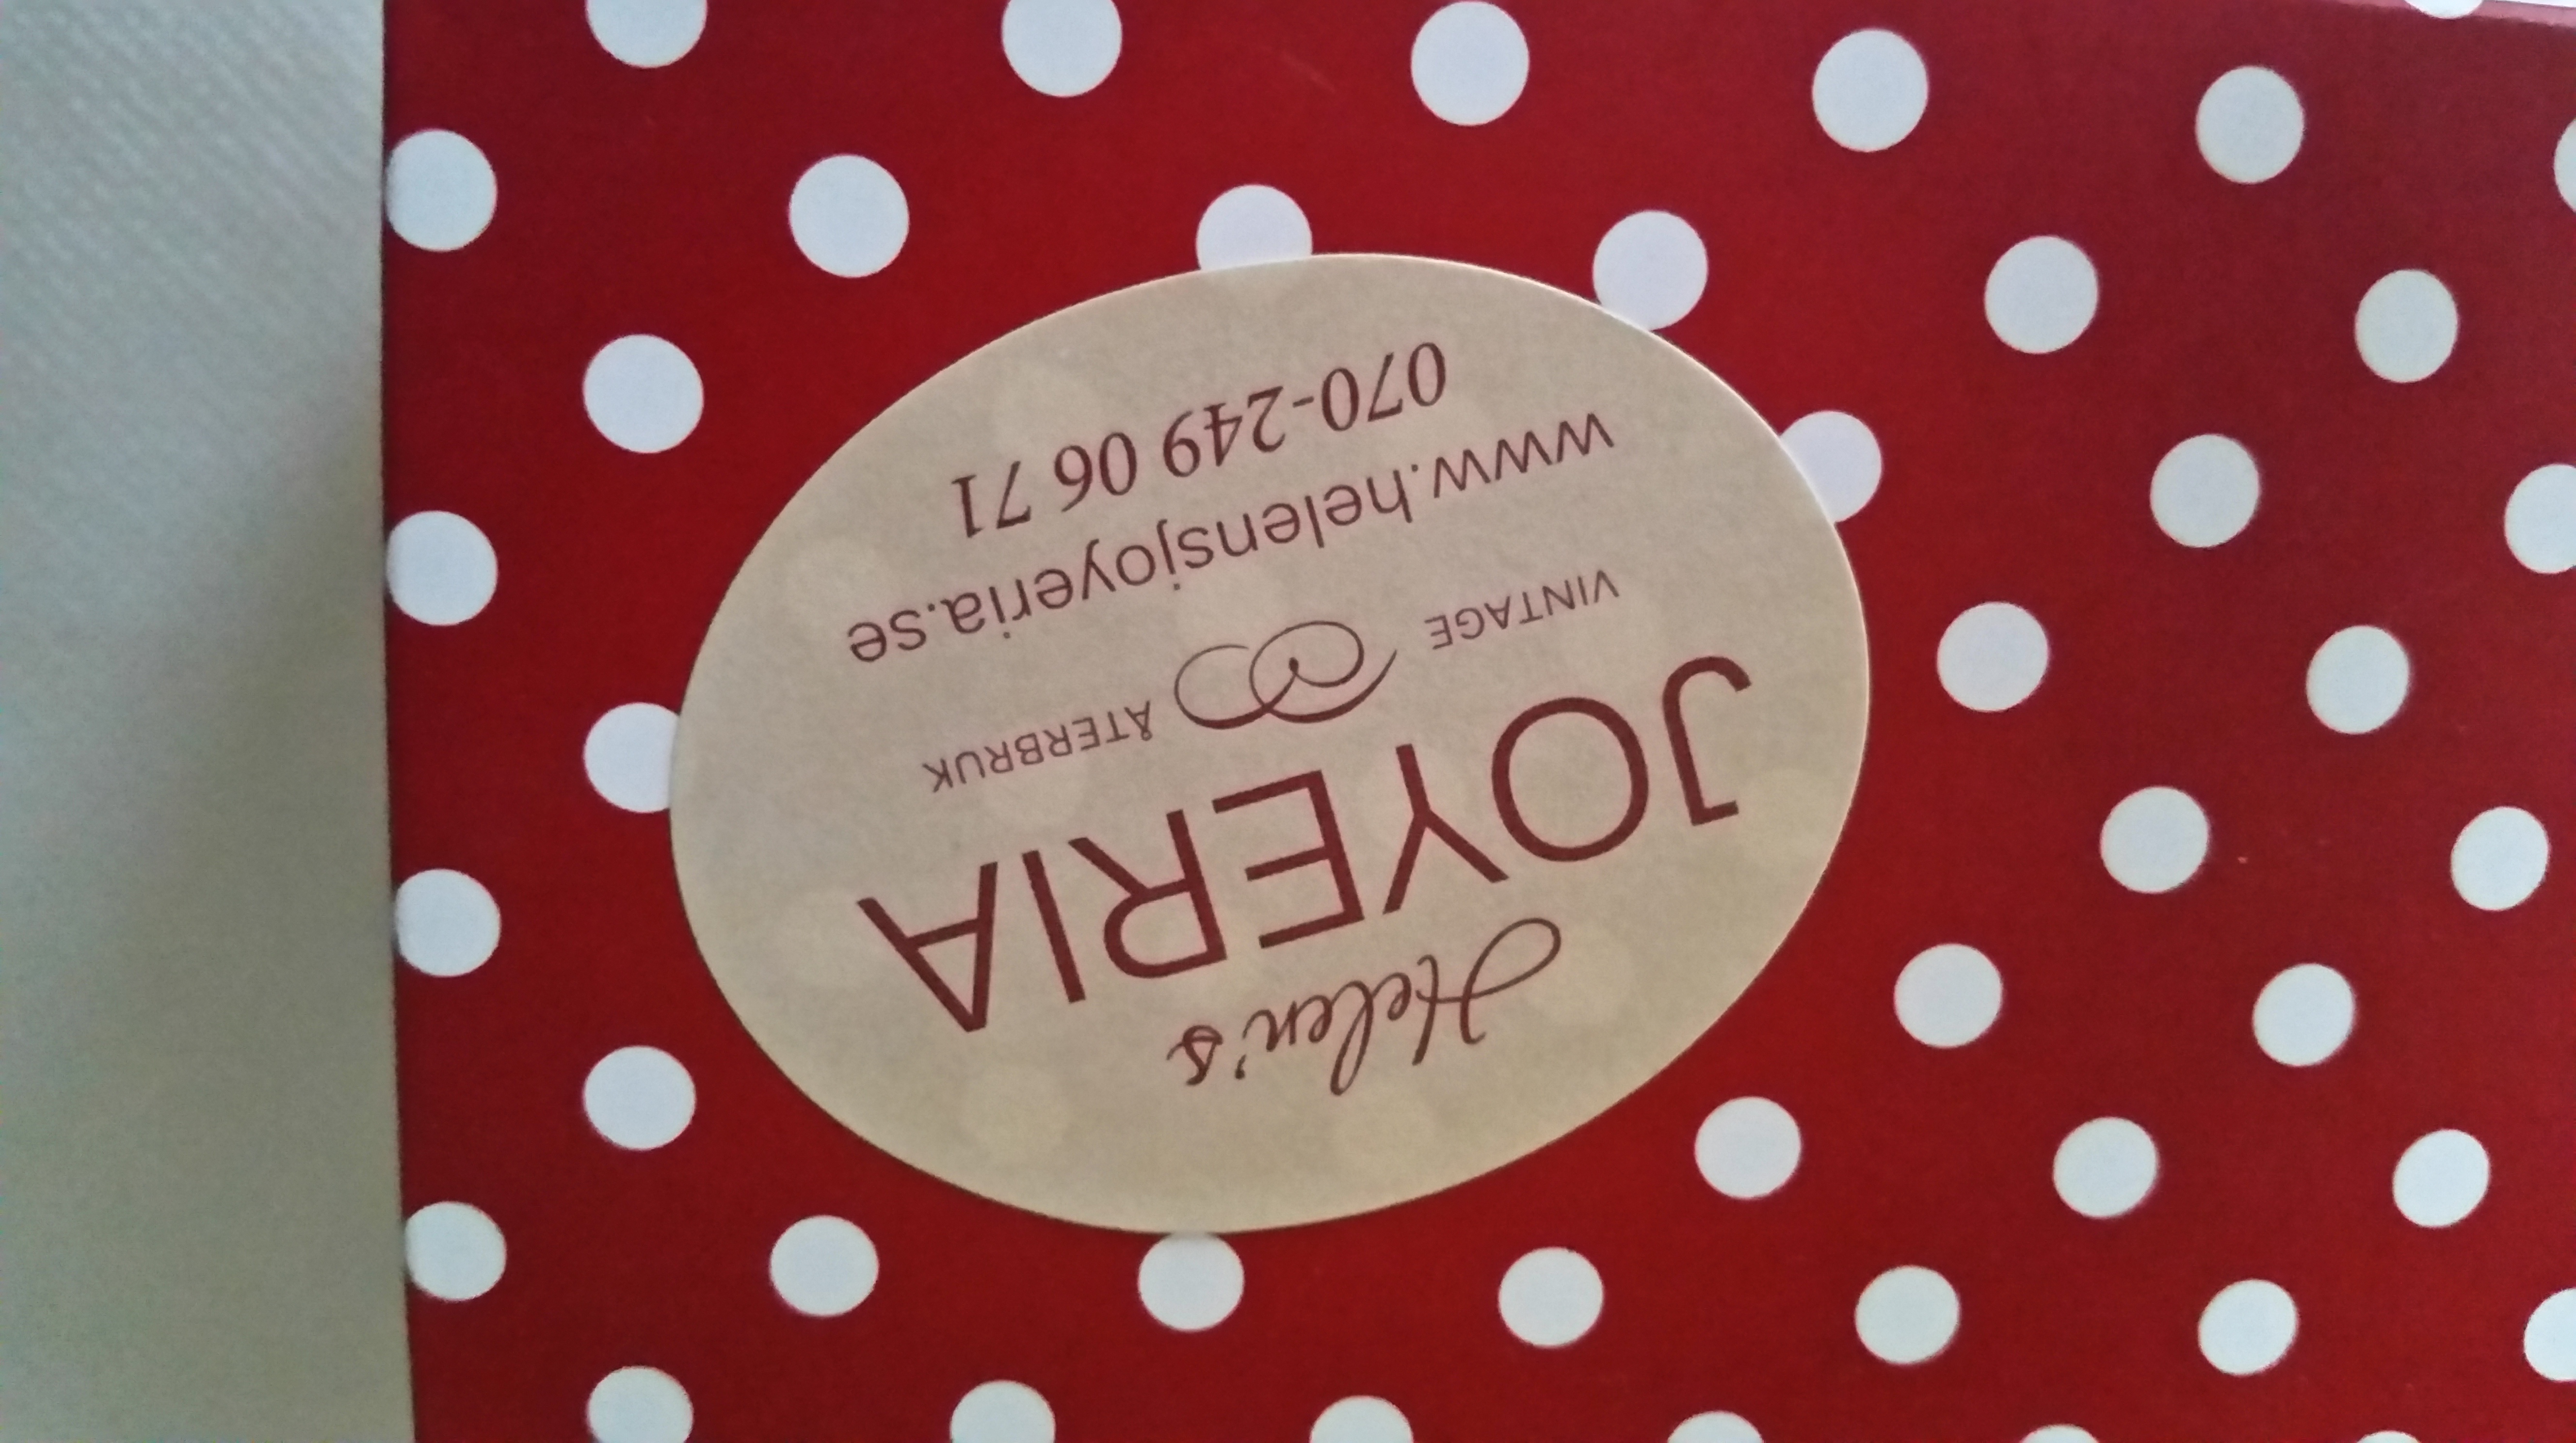 Helen's
JOYERIA
VINTAGE ÅTERBRUK
www.helensjoyeria.se
070-249 06 71